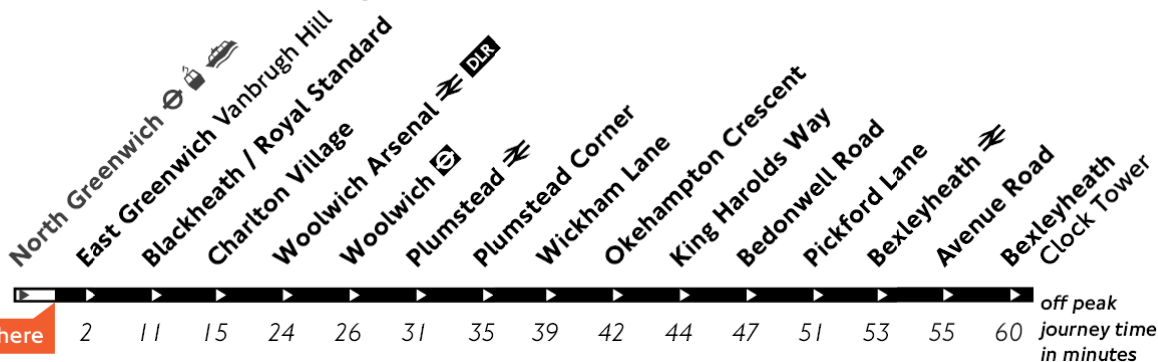 North Greenwich
East Greenwich Vanbrugh Hill
Blackheath / Royal Standard
Charlton Village
Woolwich Arsenal DLR
Woolwich
Plumstead
Plumstead Corner
Wickham Lane
Okehampton Crescent
King Harolds Way
Bedonwell Road
Pickford Lane
Bexleyheath
Avenue Road
Bexleyheath
Clock Tower
here 2 11 15 24 26 31 35 39 42 44 47 51 53 55 60
off peak
journey time
in minutes